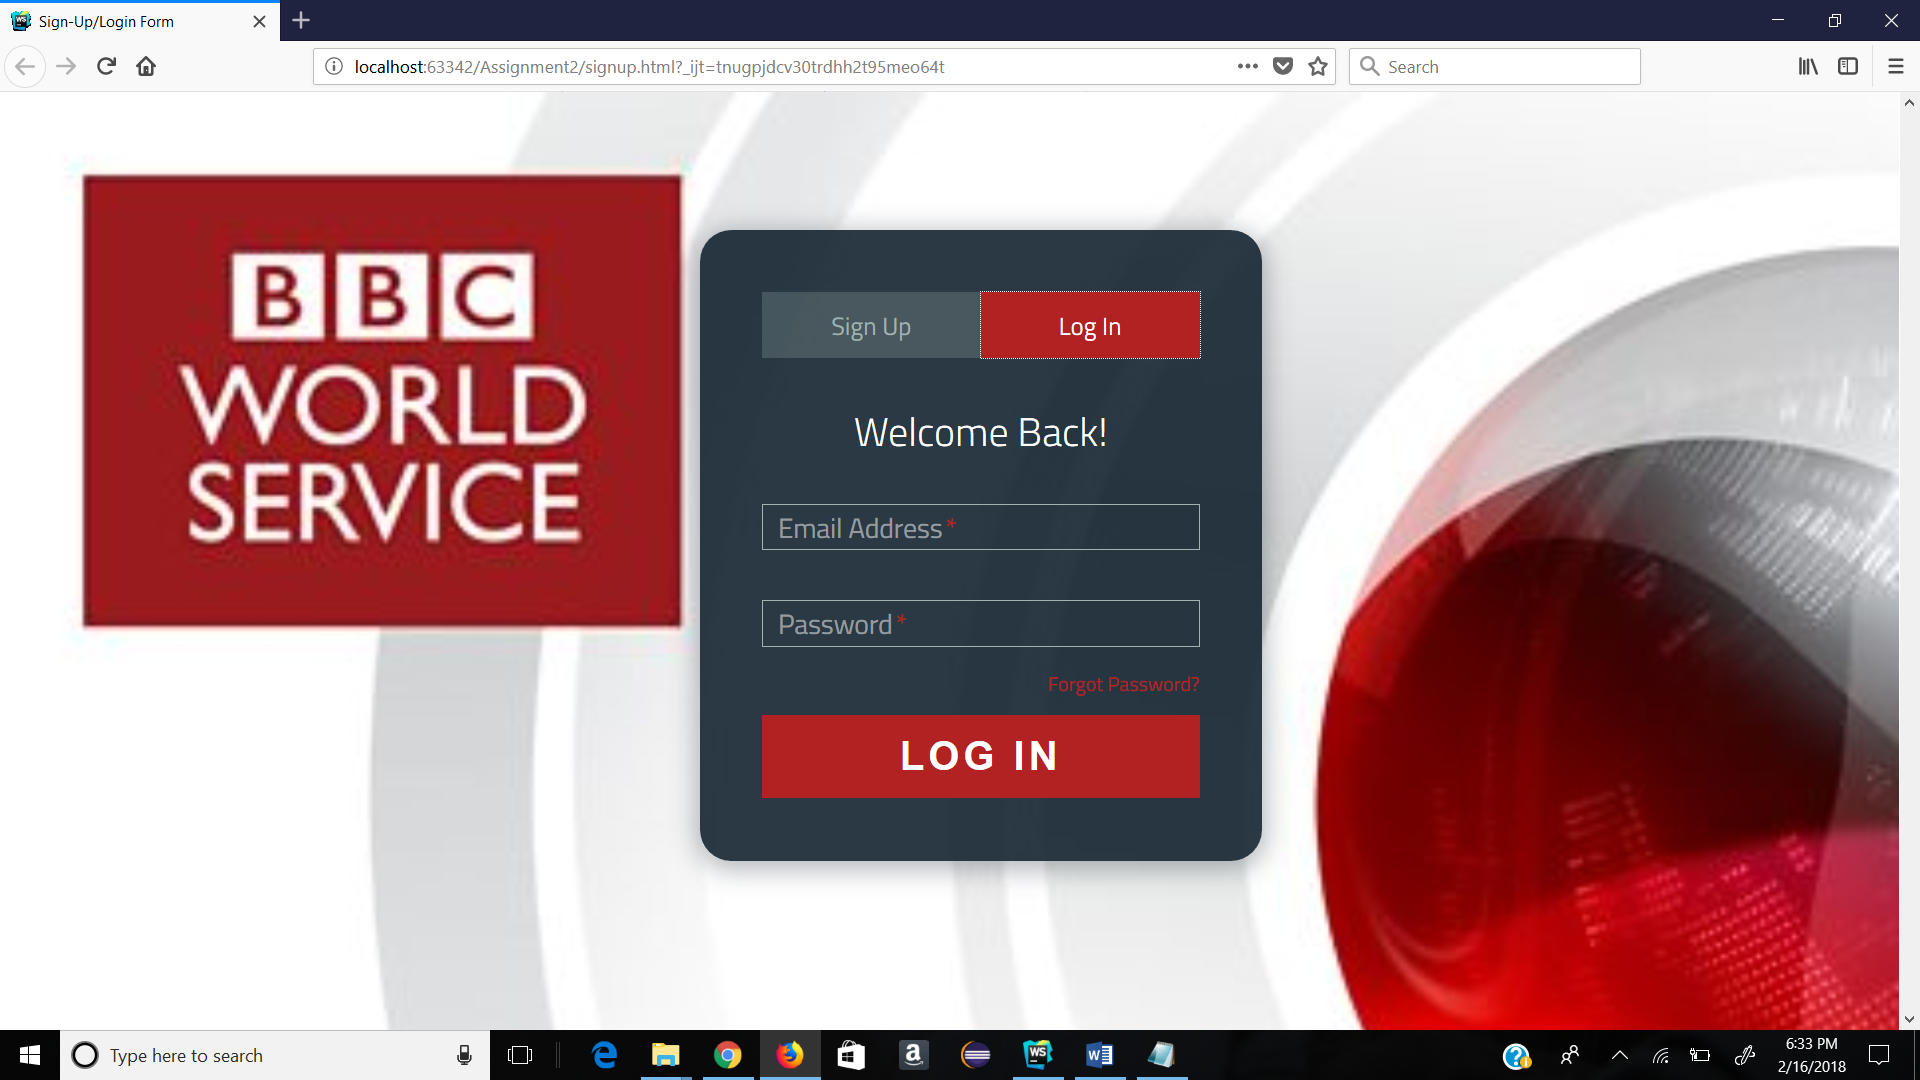 Sign-Up/Login Form
localhost:63342/Assignment2/signup.html?_ijt=tnugpjdcv30trdhh2t95meo64t
Search
BBC
WORLD
SERVICE
Sign Up
Log In
Welcome Back!
Email Address*
Password*
Forgot Password?
LOG IN
Type here to search
6:33 PM
2/16/2018